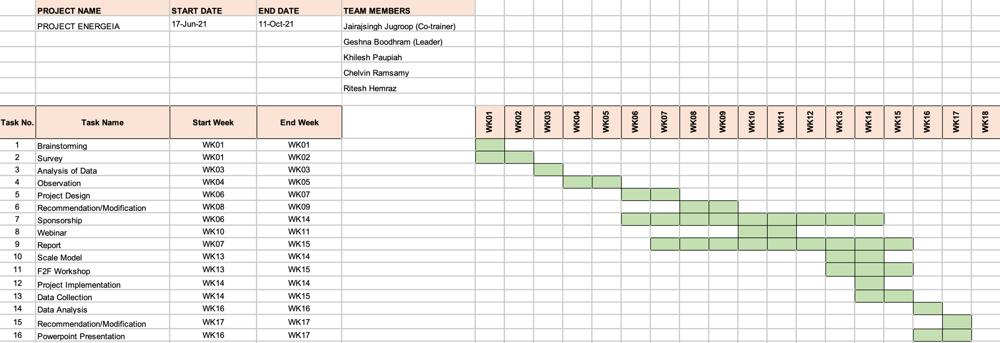 PROJECT NAME START DATE END DATE TEAM MEMBERS
PROJECT ENERGEIA 17-Jun-21 11-Oct-21 Jairajsingh Jugroop (Co-trainer)
Geshna Boodhram (Leader)
Khilesh Paupiah
Chelvin Ramsamy
Ritesh Hemraz
Task No. Task Name Start Week End Week WK01 WK02 WK03 WK04 WK05 WK06 WK07 WK08 WK09 WK10 WK11 WK12 WK13 WK14 WK15 WK16 WK17 WK18
1 Brainstorming WK01 WK01
2 Survey WK01 WK02
3 Analysis of Data WK03 WK03
4 Observation WK04 WK05
5 Project Design WK06 WK07
6 Recommendation/Modification WK08 WK09
7 Sponsorship WK06 WK14
8 Webinar WK10 WK11
9 Report WK07 WK15
10 Scale Model WK13 WK14
11 F2F Workshop WK13 WK15
12 Project Implementation WK14 WK14
13 Data Collection WK14 WK15
14 Data Analysis WK16 WK16
15 Recommendation/Modification WK17 WK17
16 Powerpoint Presentation WK16 WK17